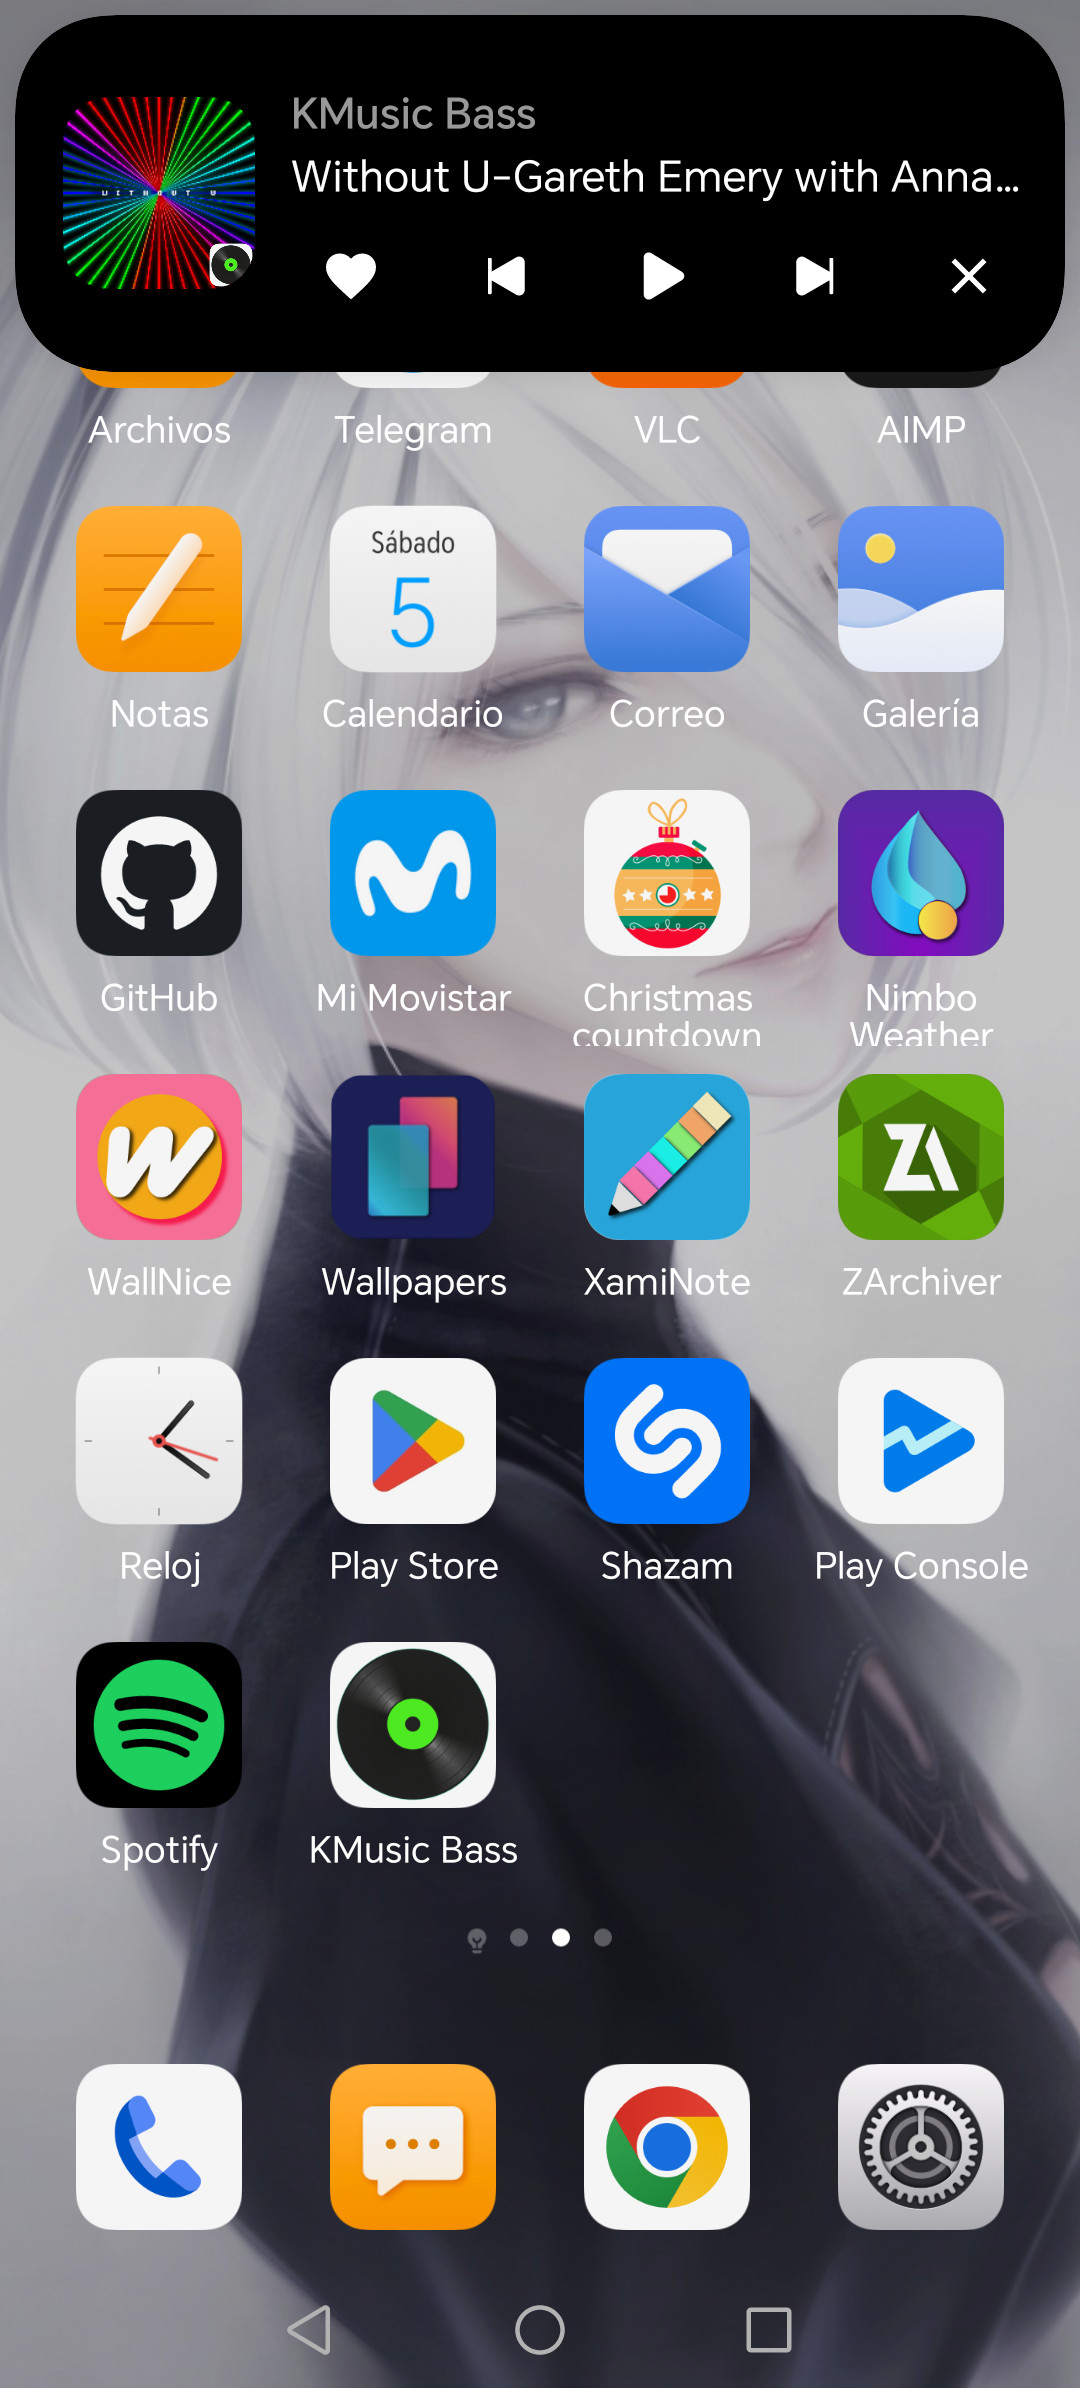 KMusic Bass
Without U-Gareth Emery with Anna...
WITHOUT U
Archivos Telegram VLC AIMP
Sábado
5
Notas Calendario Correo Galería
GitHub Mi Movistar Christmas countdown Nimbo Weather
WallNice Wallpapers XamiNote ZArchiver
Reloj Play Store Shazam Play Console
Spotify KMusic Bass